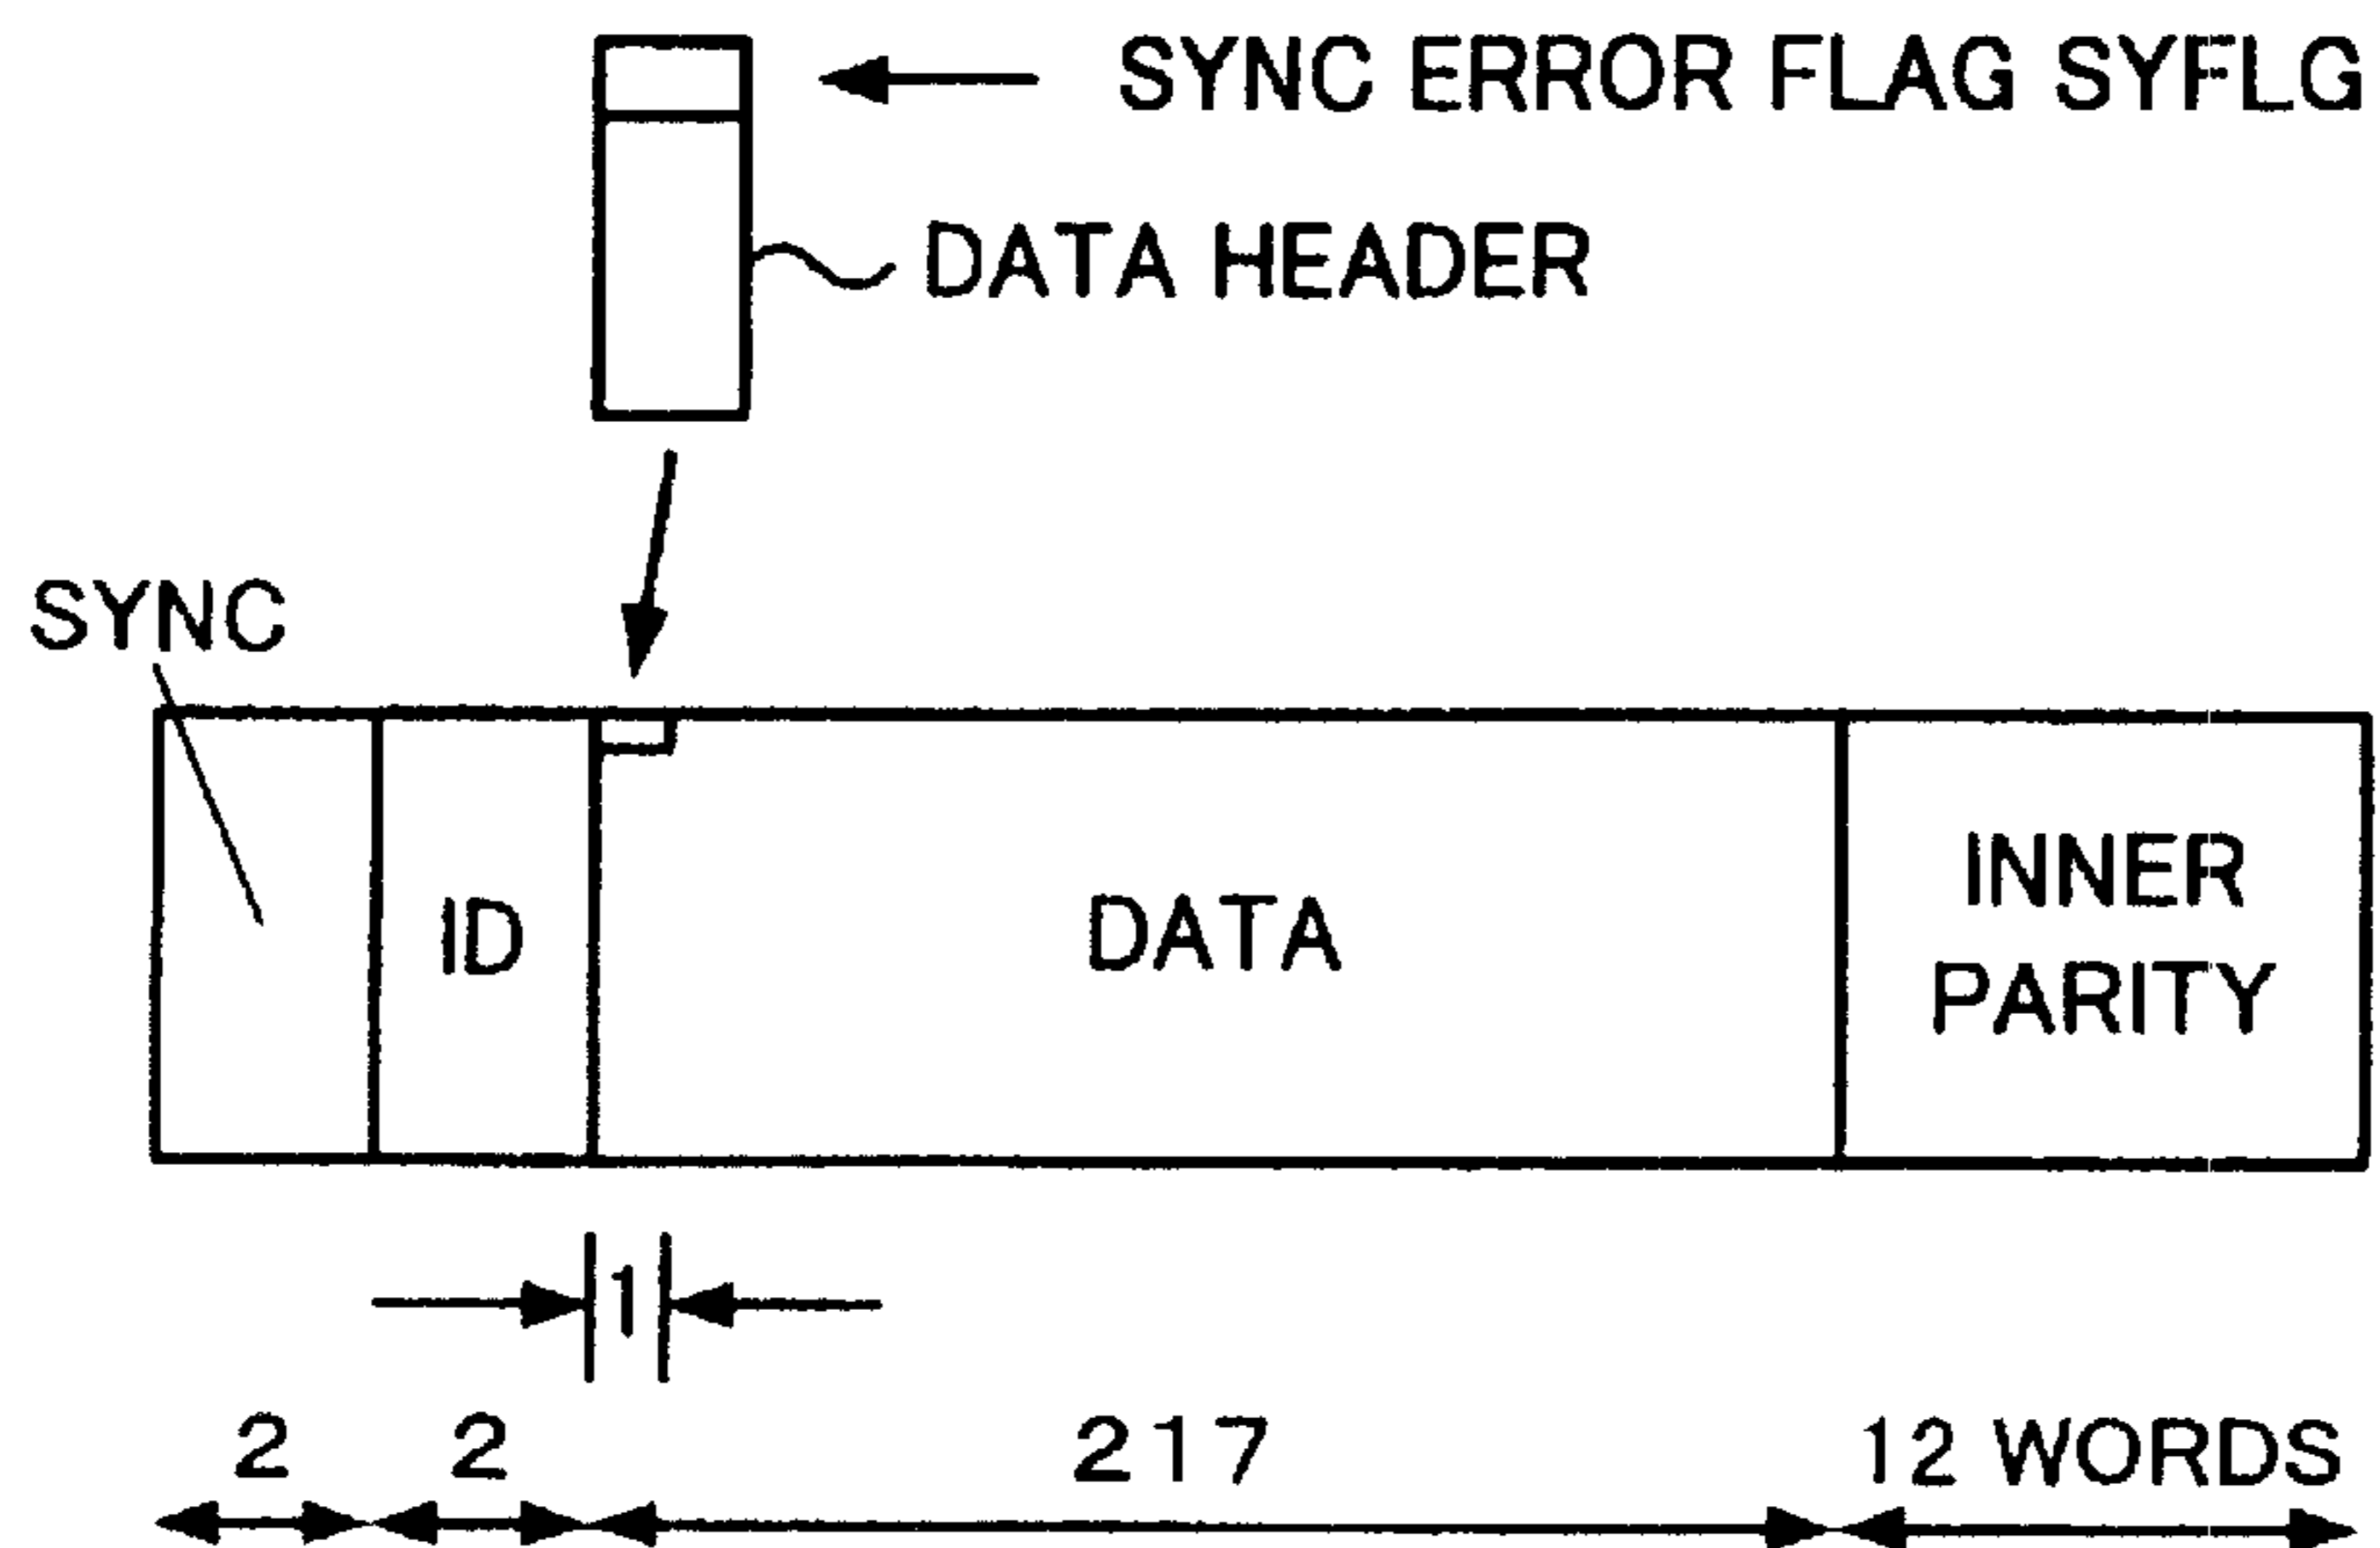 SYNC ERROR FLAG SYFLG
DATA HEADER
SYNC
ID
DATA
INNER
PARITY
1
2
2
217
12 WORDS